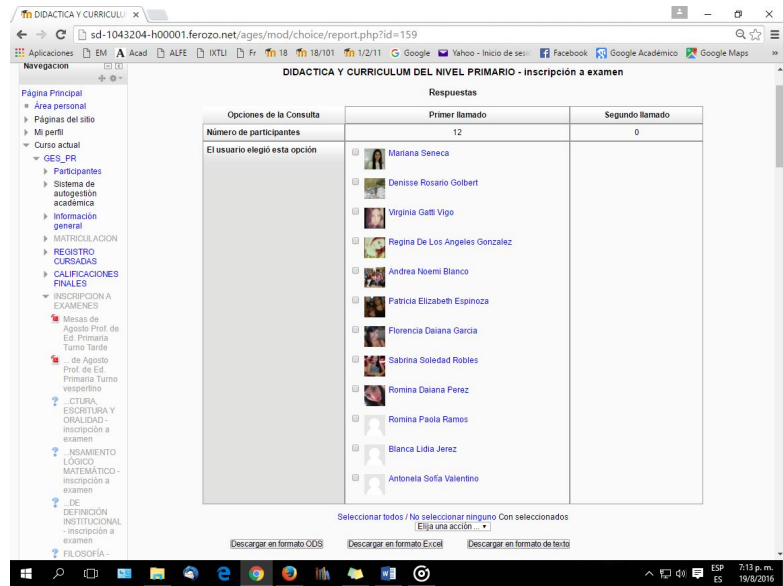 DIDACTICA Y CURRICULU
sd-1043204-h00001.ferozo.net/ages/mod/choice/report.php?id=159
Aplicaciones EM Acad ALFE IXTLI Fr 18 18/101 1/2/11 Google Yahoo - Inicio de sesi Facebook Google Académico Google Maps »
Navegación
Página Principal
Área personal
Páginas del sitio
Mi perfil
Curso actual
GES_PR
Participantes
Sistema de
autogestión
académica
Información
general
MATRICULACION
REGISTRO
CURSADAS
CALIFICACIONES
FINALES
INSCRIPCION A
EXAMENES
Mesas de
Agosto Prof. de
Ed. Primaria
Turno Tarde
... de Agosto
Prof. de Ed.
Primaria Turno
vespertino
...CTURA,
ESCRITURA Y
ORALIDAD -
inscripción a
examen
...NSAMIENTO
LÓGICO
MATEMÁTICO -
inscripción a
examen
...DE
DEFINICIÓN
INSTITUCIONAL
- inscripción a
examen
FILOSOFÍA -
DIDACTICA Y CURRICULUM DEL NIVEL PRIMARIO - inscripción a examen
Respuestas
Opciones de la Consulta Primer llamado Segundo llamado
Número de participantes 12 0
El usuario elegió esta opción
Mariana Seneca
Denisse Rosario Golbert
Virginia Gatti Vigo
Regina De Los Angeles Gonzalez
Andrea Noemi Blanco
Patricia Elizabeth Espinoza
Florencia Daiana Garcia
Sabrina Soledad Robles
Romina Daiana Perez
Romina Paola Ramos
Blanca Lidia Jerez
Antonela Sofía Valentino
Seleccionar todos / No seleccionar ninguno Con seleccionados
Elija una acción ...
Descargar en formato ODS Descargar en formato Excel Descargar en formato de texto
ESP 7:13 p. m.
ES 19/8/2016